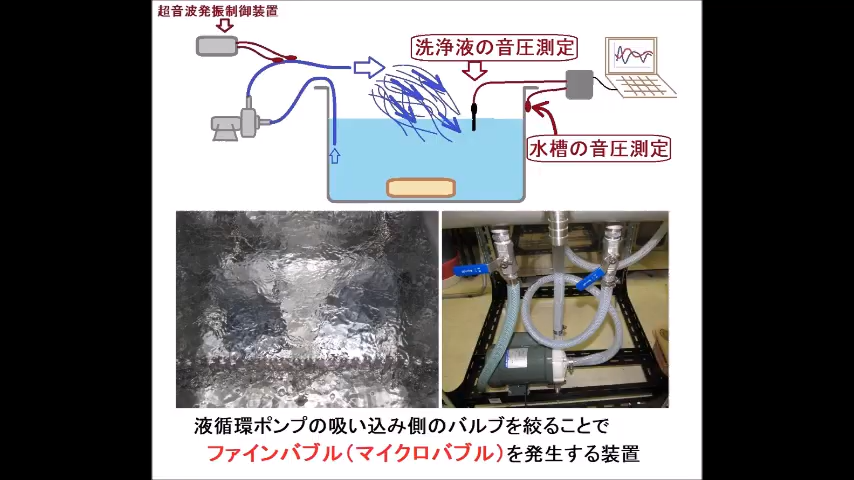 超音波発振制御装置
洗浄液の音圧測定
水槽の音圧測定
液循環ポンプの吸い込み側のバルブを絞ることで
ファインバブル(マイクロバブル)を発生する装置